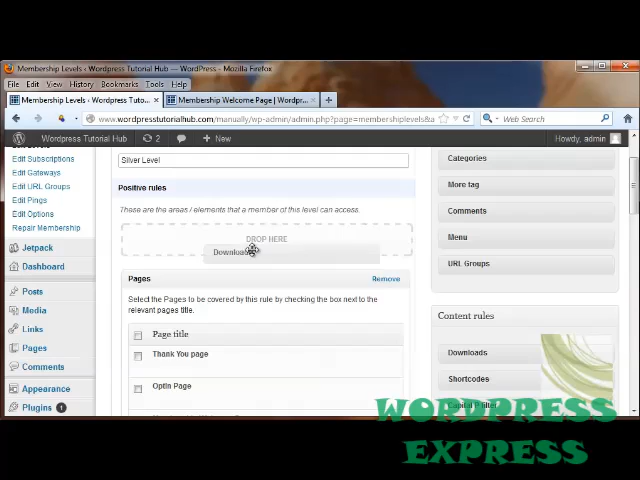 Membership Levels ‹ Wordpress Tutorial Hub — WordPress - Mozilla Firefox
File Edit View History Bookmarks Tools Help
Membership Levels ‹ Wordpress Tuto... × Membership Welcome Page | Wordpr... × +
www.wordpresstutorialhub.com/manually/wp-admin/admin.php?page=membershiplevels&a
Web Search
Wordpress Tutorial Hub 2 + New Howdy, admin
Edit Subscriptions
Edit Gateways
Edit URL Groups
Edit Pings
Edit Options
Repair Membership
Jetpack
Dashboard
Posts
Media
Links
Pages
Comments
Appearance
Plugins 1
Silver Level
Positive rules
These are the areas / elements that a member of this level can access.
DROP HERE
Downloads
Pages Remove
Select the Pages to be covered by this rule by checking the box next to the
relevant pages title.
Page title
Thank You page
Optin Page
Categories
More tag
Comments
Menu
URL Groups
Content rules
Downloads
Shortcodes
WORDPRESS
EXPRESS